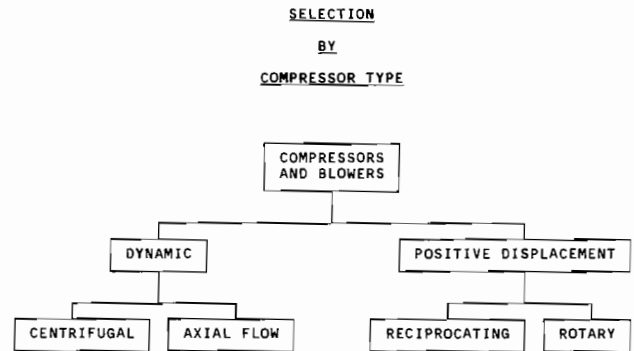 SELECTION
BY
COMPRESSOR TYPE
COMPRESSORS
AND BLOWERS
DYNAMIC
POSITIVE DISPLACEMENT
CENTRIFUGAL
AXIAL FLOW
RECIPROCATING
ROTARY